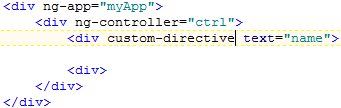 <div ng-app="myApp">
<div ng-controller="ctrl">
<div custom-directive text="name">
<div>
</div>
</div>